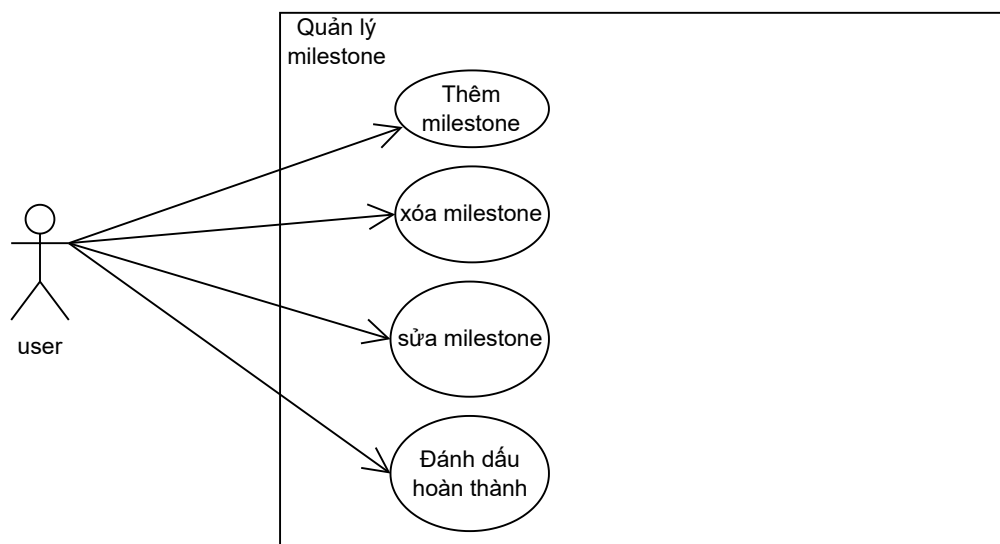 Quản lý
milestone
Thêm
milestone
xóa milestone
sửa milestone
user
Đánh dấu
hoàn thành